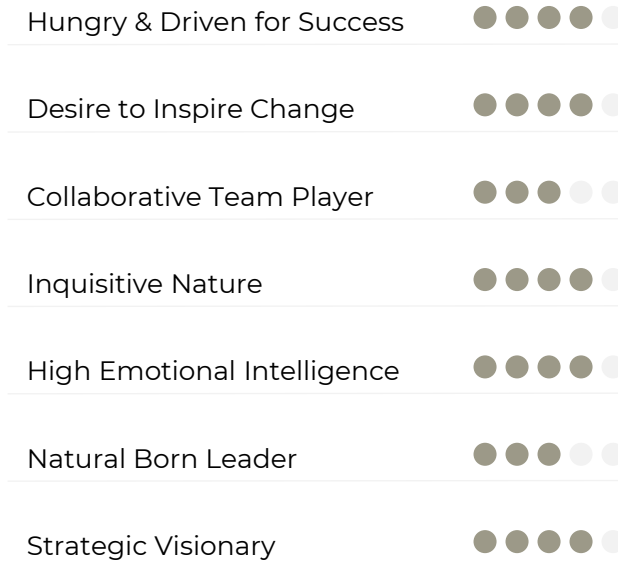 Hungry & Driven for Success
Desire to Inspire Change
Collaborative Team Player
Inquisitive Nature
High Emotional Intelligence
Natural Born Leader
Strategic Visionary